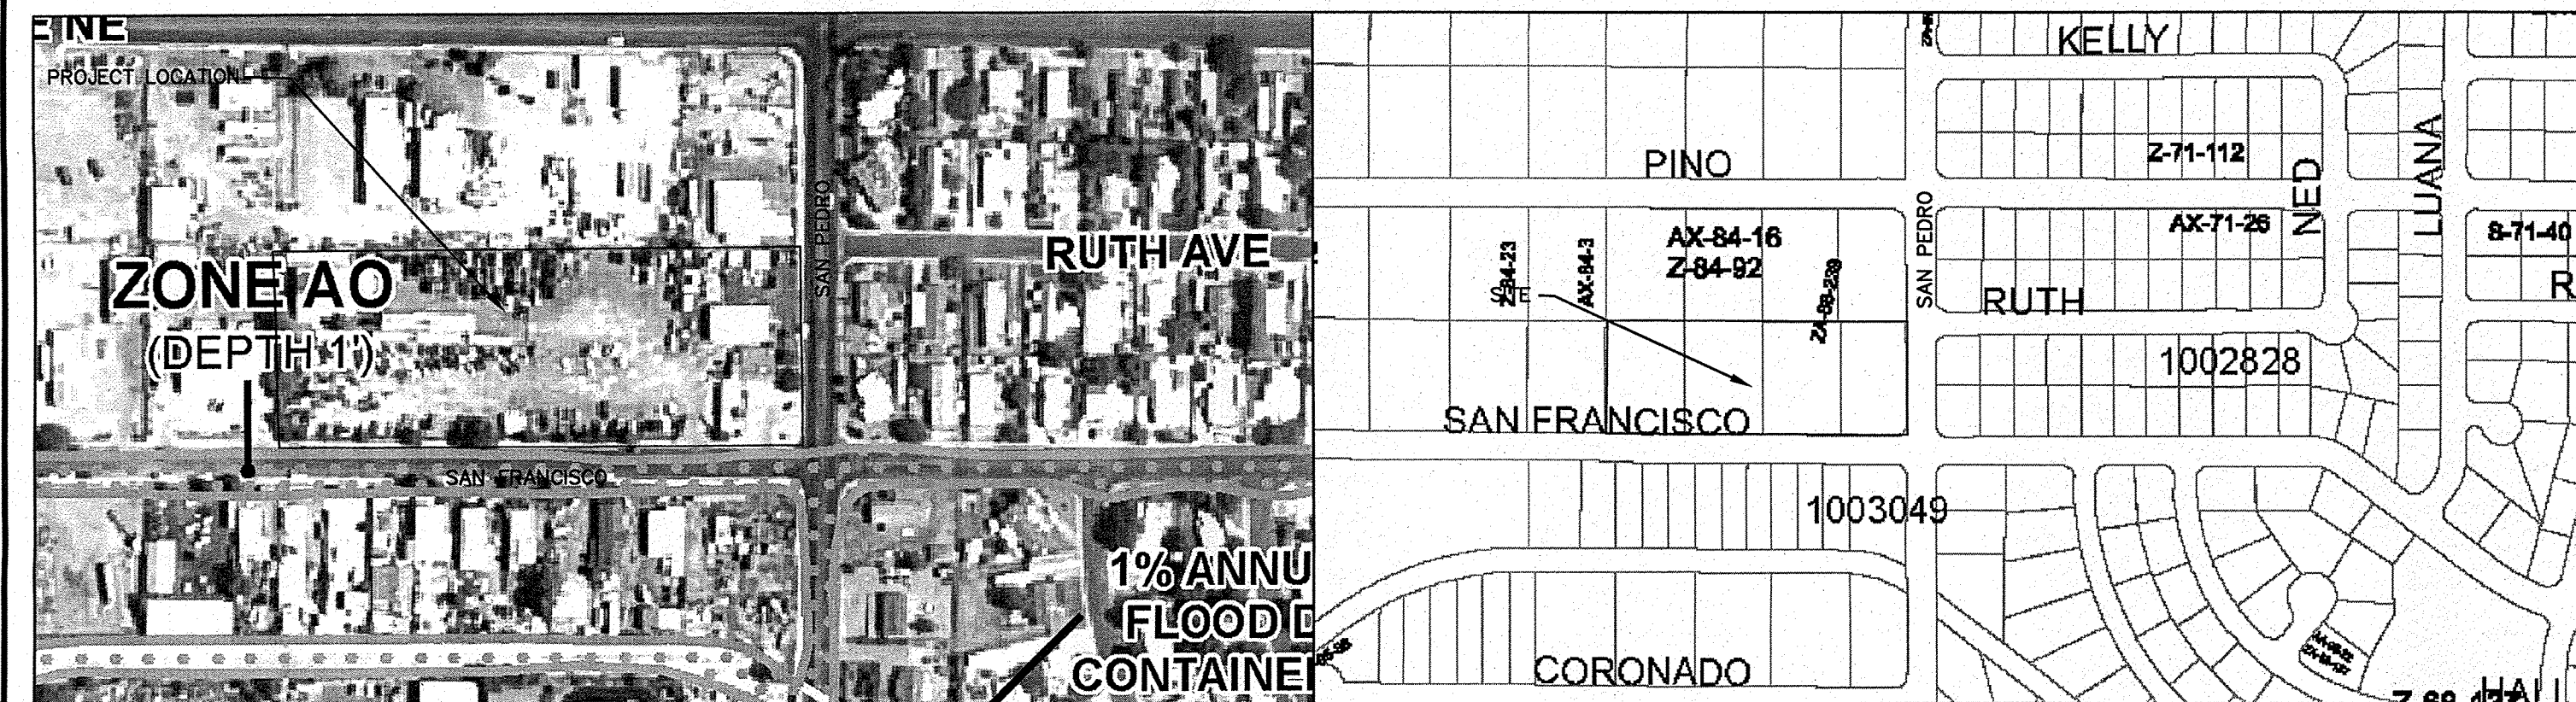 E NE
PROJECT LOCATION
SAN PEDRO
RUTH AVE
ZONE AO
(DEPTH 1')
SAN FRANCISCO
1% ANNU
FLOOD D
CONTAINE
KELLY
Z-71-112
NED
LUANA
PINO
SAN PEDRO
AX-71-26
S-71-40
Z-84-23
AX-84-3
AX-84-16
Z-84-92
RUTH
R
1002828
SAN FRANCISCO
1003049
CORONADO